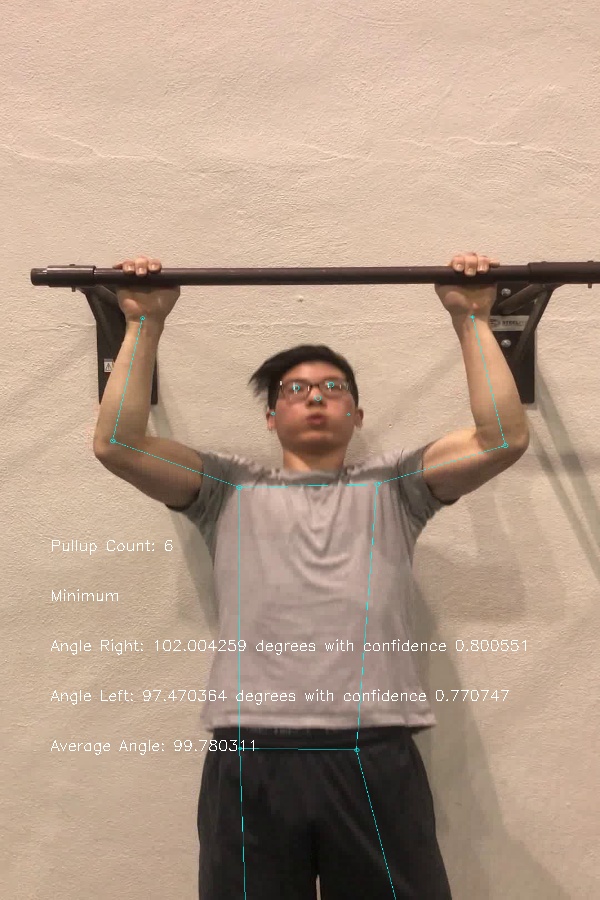 Pullup Count: 6
Minimum
Angle Right: 102.004259 degrees with confidence 0.800551
Angle Left: 97.470364 degrees with confidence 0.770747
Average Angle: 99.780311